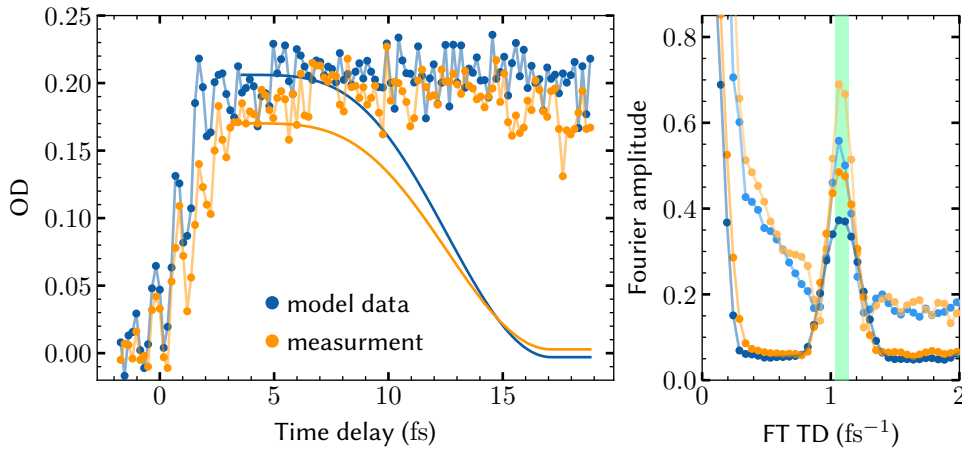 0.25
0.20
0.15
0.10
0.05
0.00
OD
0 5 10 15
Time delay (fs)
model data
measurment
0.8
0.6
0.4
0.2
0.0
Fourier amplitude
0 1 2
FT TD (fs⁻¹)